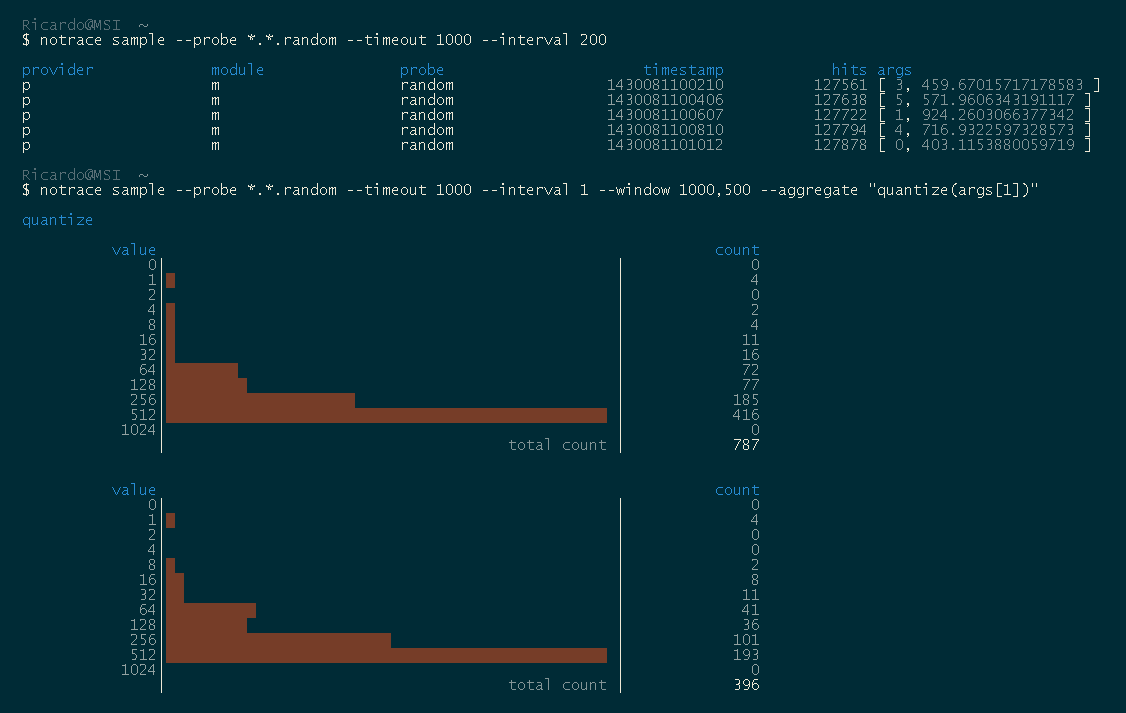 Ricardo@MSI ~
$ notrace sample --probe *.*.random --timeout 1000 --interval 200
provider module probe timestamp hits args
p m random 1430081100210 127561 [ 3, 459.67015717178583 ]
p m random 1430081100406 127638 [ 5, 571.9606343191117 ]
p m random 1430081100607 127722 [ 1, 924.2603066377342 ]
p m random 1430081100810 127794 [ 4, 716.9322597328573 ]
p m random 1430081101012 127878 [ 0, 403.1153880059719 ]
Ricardo@MSI ~
$ notrace sample --probe *.*.random --timeout 1000 --interval 1 --window 1000,500 --aggregate "quantize(args[1])"
quantize
value count
0 0
1 4
2 0
4 2
8 4
16 11
32 16
64 72
128 77
256 185
512 416
1024 0
total count 787
value count
0 0
1 4
2 0
4 0
8 2
16 8
32 11
64 41
128 36
256 101
512 193
1024 0
total count 396